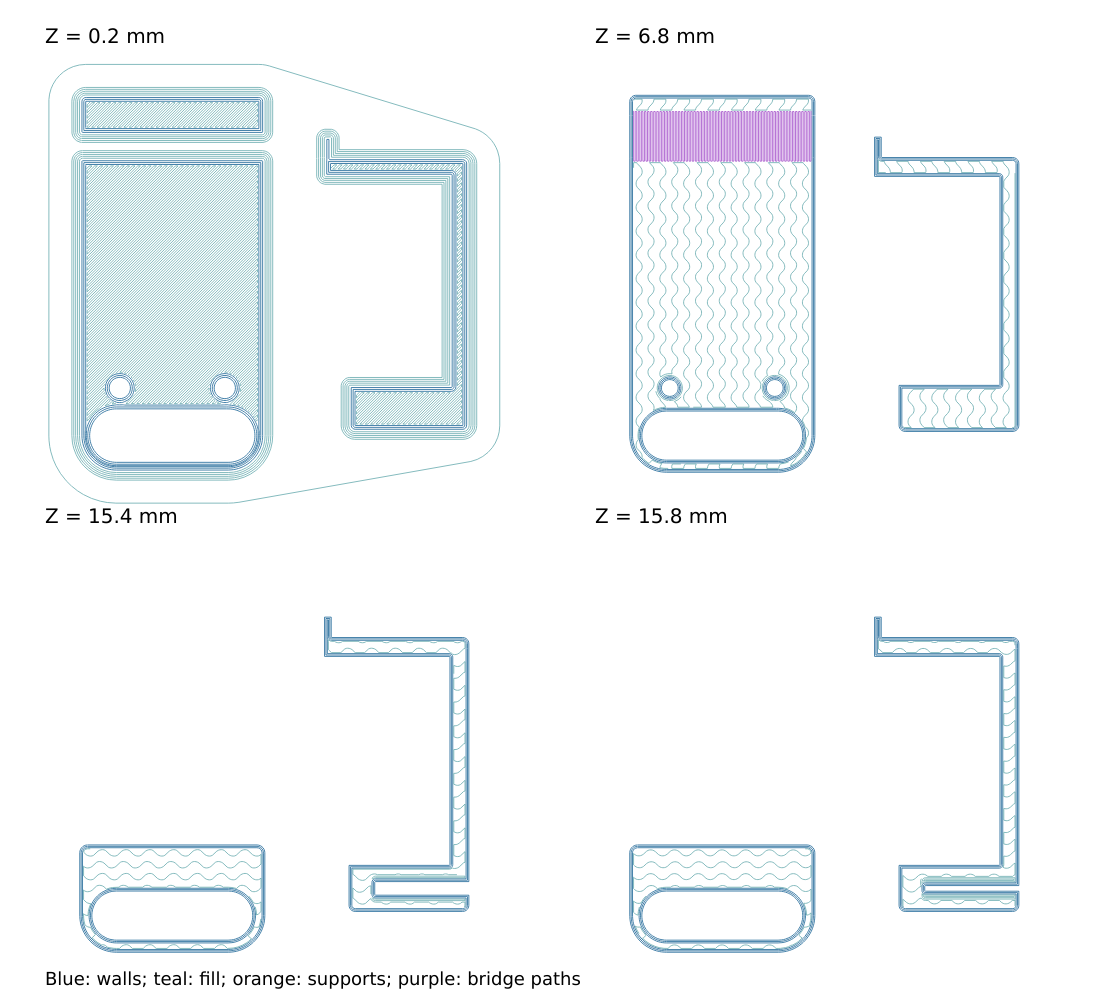 Z = 0.2 mm
Z = 6.8 mm
Z = 15.4 mm
Z = 15.8 mm
Blue: walls; teal: fill; orange: supports; purple: bridge paths